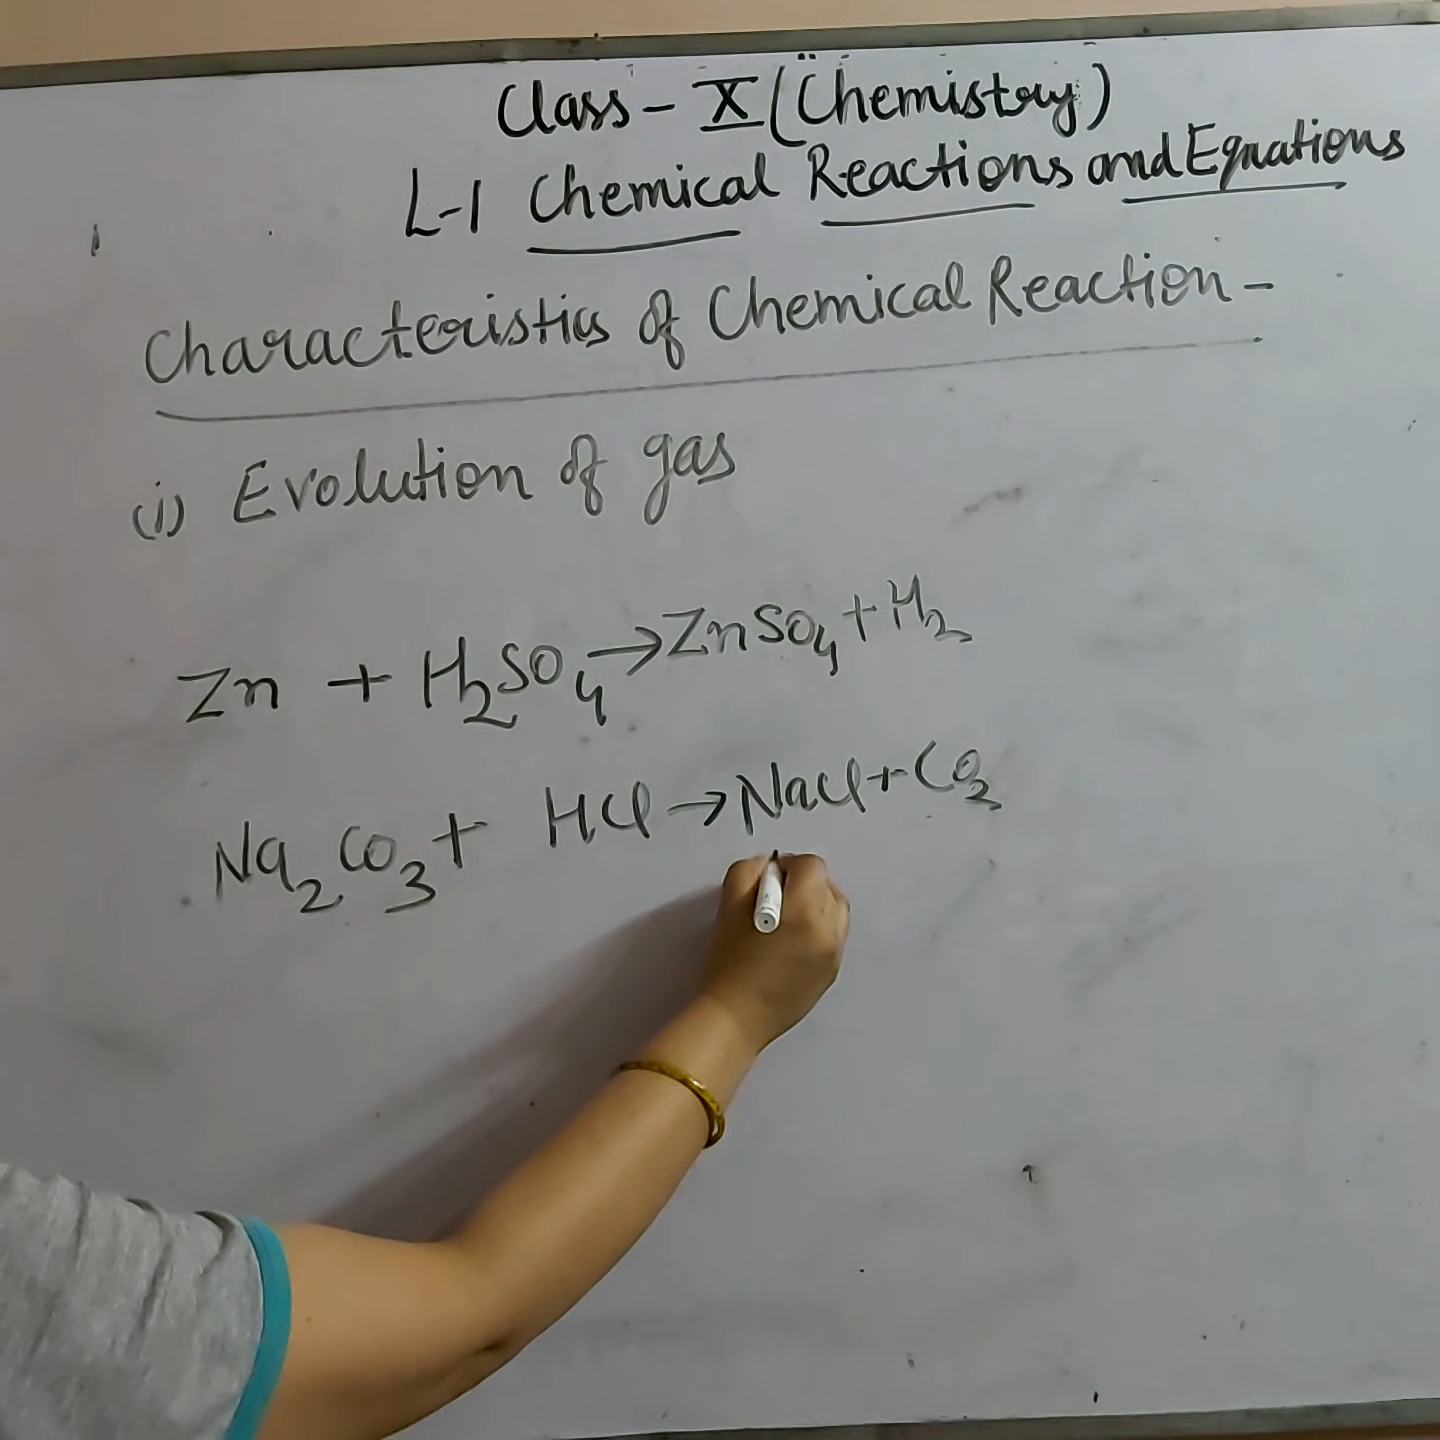 Class - X (Chemistry)
L-1 Chemical Reactions and Equations
Characteristics of Chemical Reaction -
(i) Evolution of gas
Zn + H₂SO₄ → ZnSO₄ + H₂
Na₂CO₃ + HCl → NaCl + CO₂